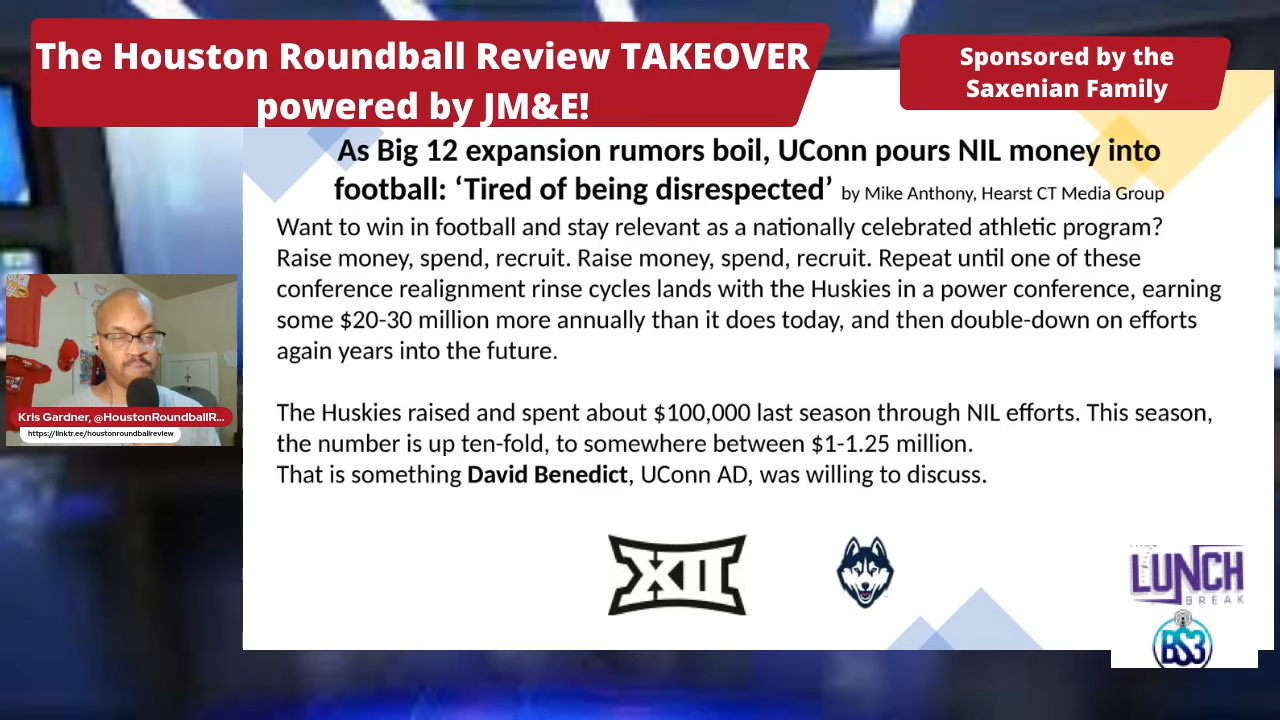 The Houston Roundball Review TAKEOVER
powered by JM&E!
Sponsored by the
Saxenian Family
As Big 12 expansion rumors boil, UConn pours NIL money into
football: ‘Tired of being disrespected’ by Mike Anthony, Hearst CT Media Group
Want to win in football and stay relevant as a nationally celebrated athletic program?
Raise money, spend, recruit. Raise money, spend, recruit. Repeat until one of these
conference realignment rinse cycles lands with the Huskies in a power conference, earning
some $20-30 million more annually than it does today, and then double-down on efforts
again years into the future.
The Huskies raised and spent about $100,000 last season through NIL efforts. This season,
the number is up ten-fold, to somewhere between $1-1.25 million.
That is something David Benedict, UConn AD, was willing to discuss.
Kris Gardner, @HoustonRoundballR...
https://linktr.ee/houstonroundballreview
XII
LUNCH
BREAK
BS3